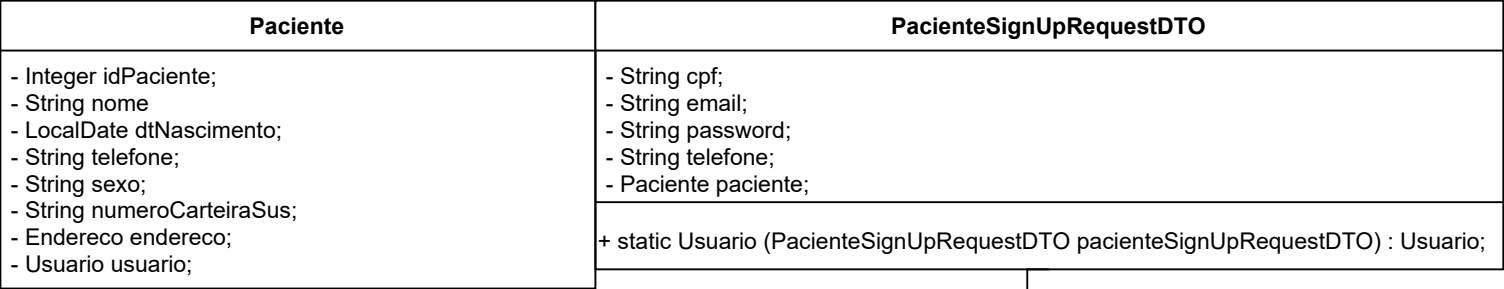 Paciente
- Integer idPaciente;
- String nome
- LocalDate dtNascimento;
- String telefone;
- String sexo;
- String numeroCarteiraSus;
- Endereco endereco;
- Usuario usuario;
PacienteSignUpRequestDTO
- String cpf;
- String email;
- String password;
- String telefone;
- Paciente paciente;
+ static Usuario (PacienteSignUpRequestDTO pacienteSignUpRequestDTO) : Usuario;